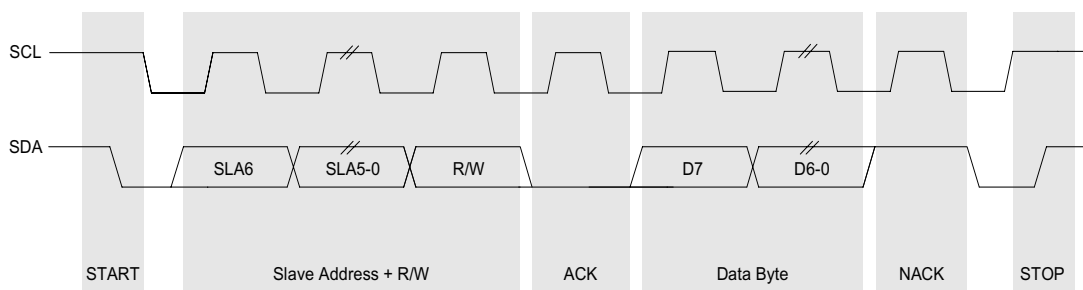 SCL
SDA
SLA6 SLA5-0 R/W D7 D6-0
START Slave Address + R/W ACK Data Byte NACK STOP